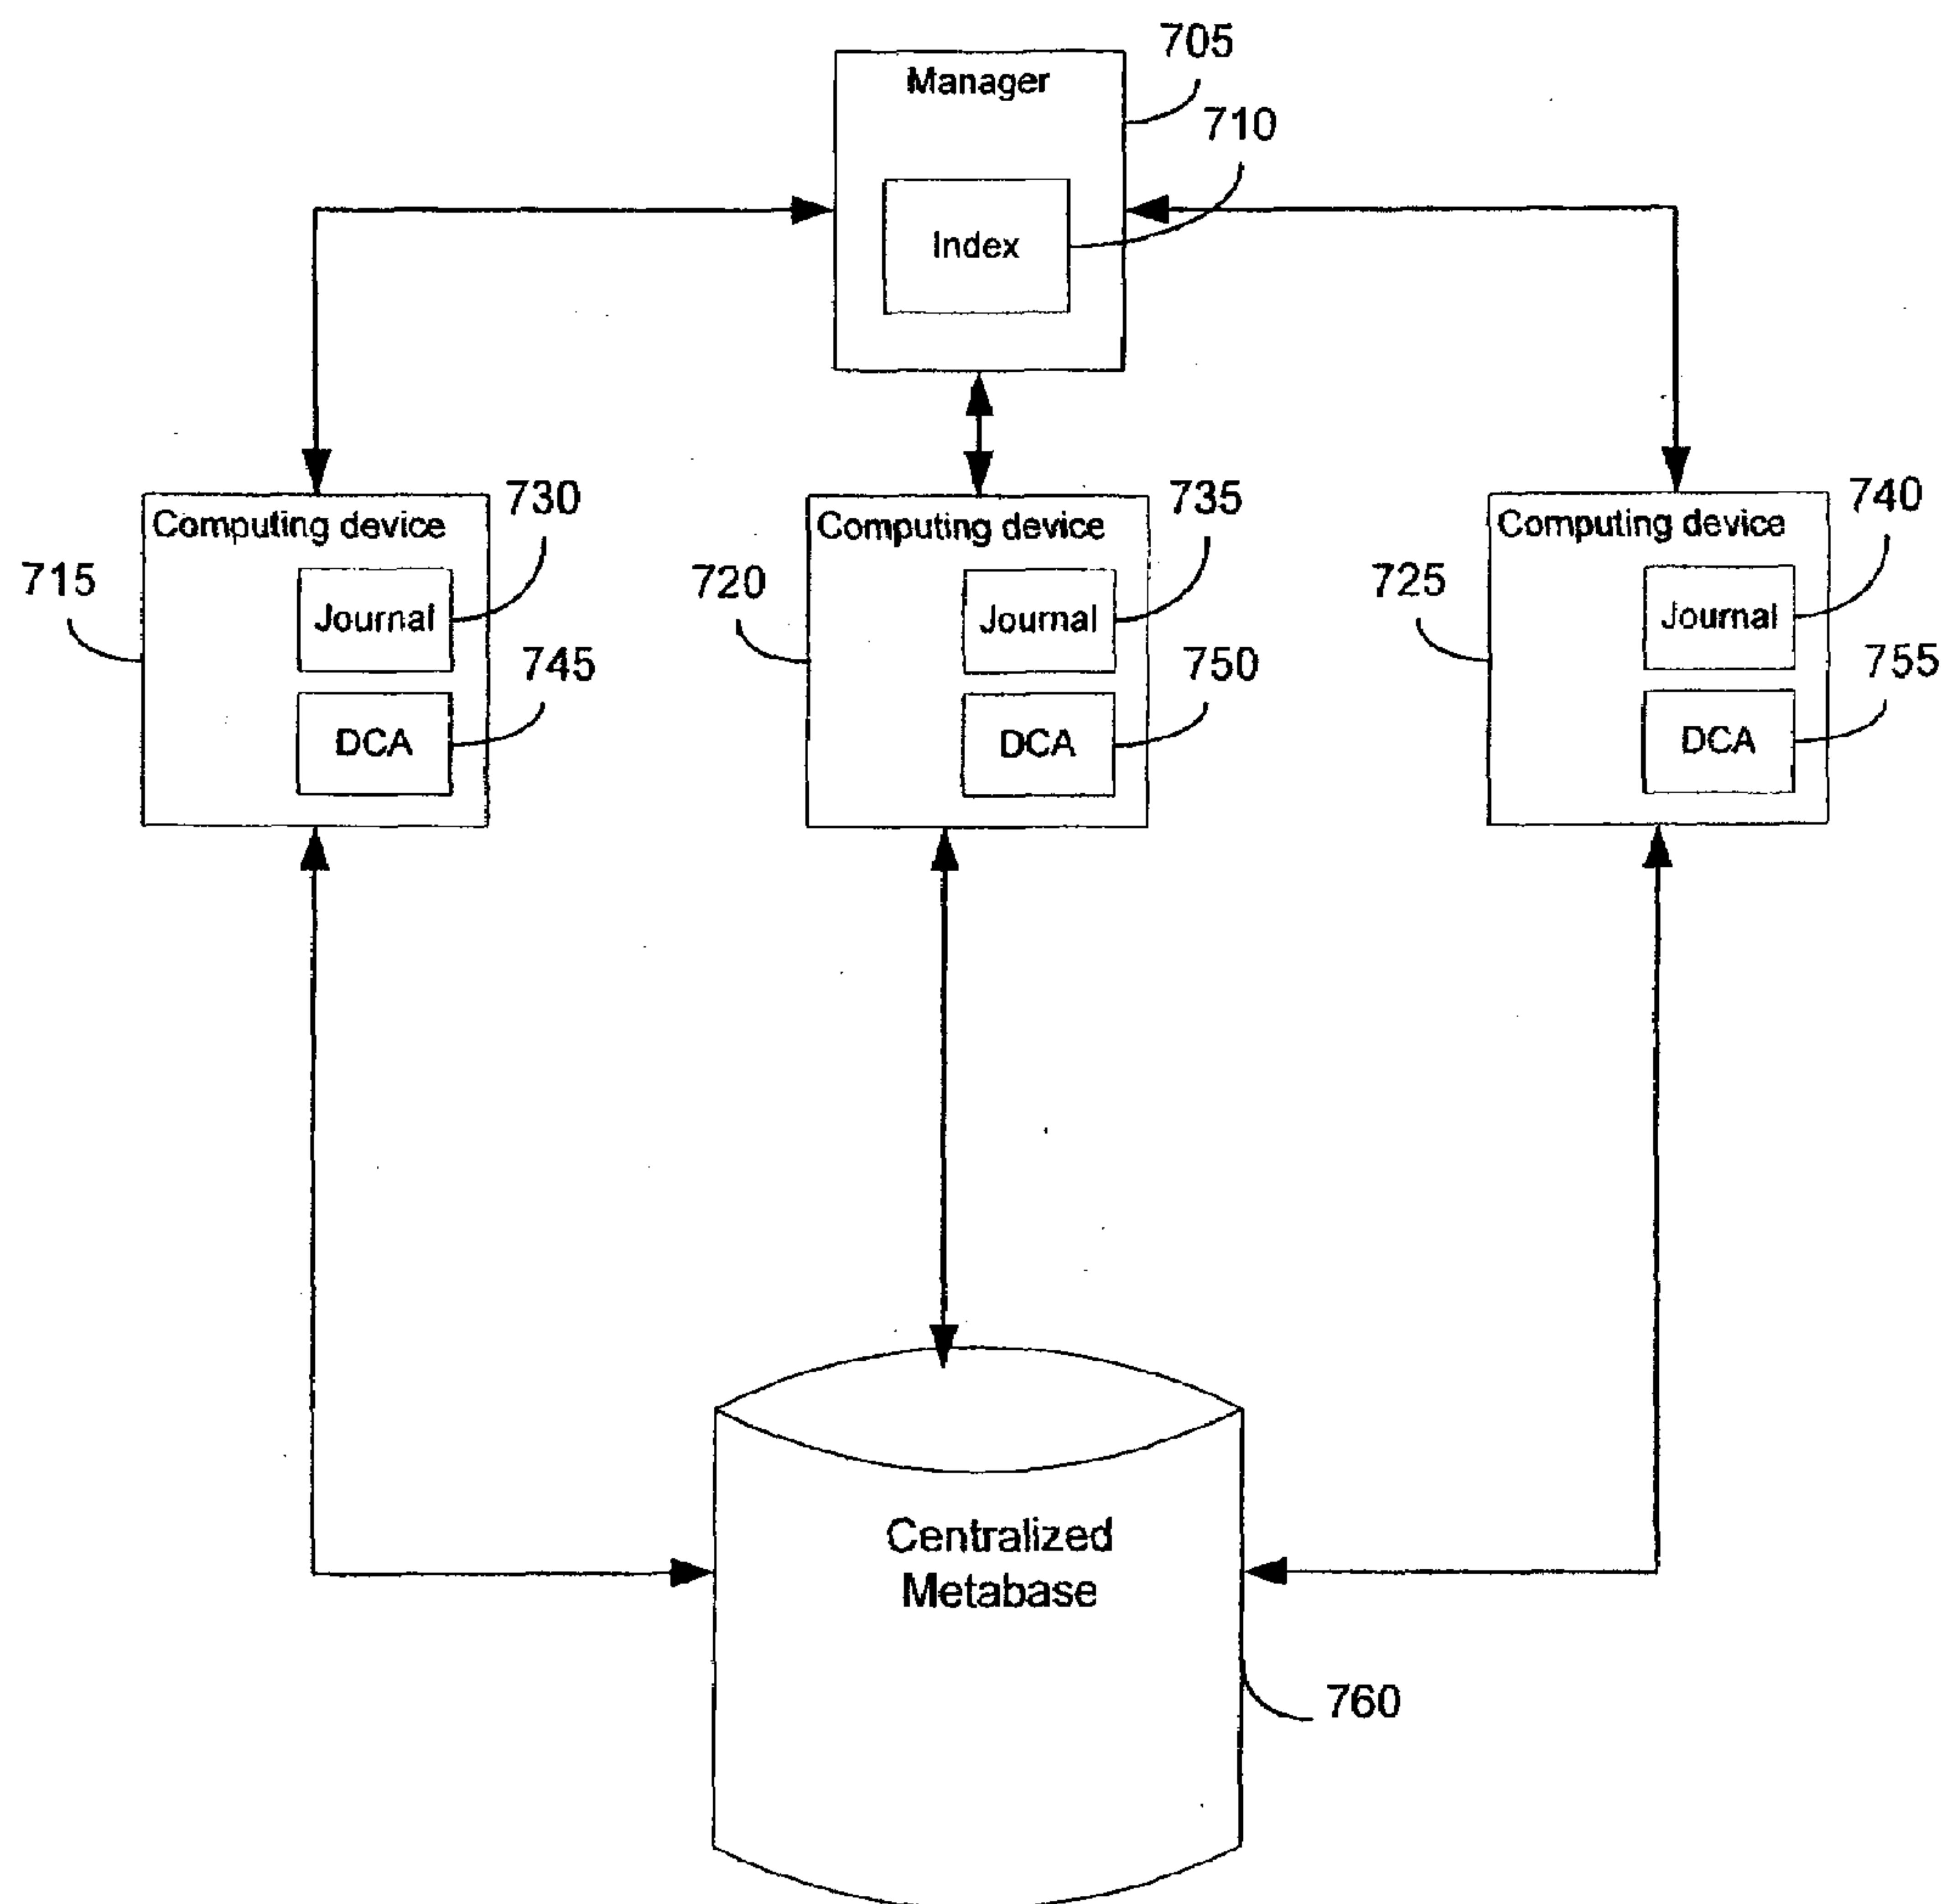 705
Manager
710
Index
Computing device
730
715
Journal
745
DCA
Computing device
735
720
Journal
750
DCA
Computing device
740
725
Journal
755
DCA
Centralized
Metabase
760